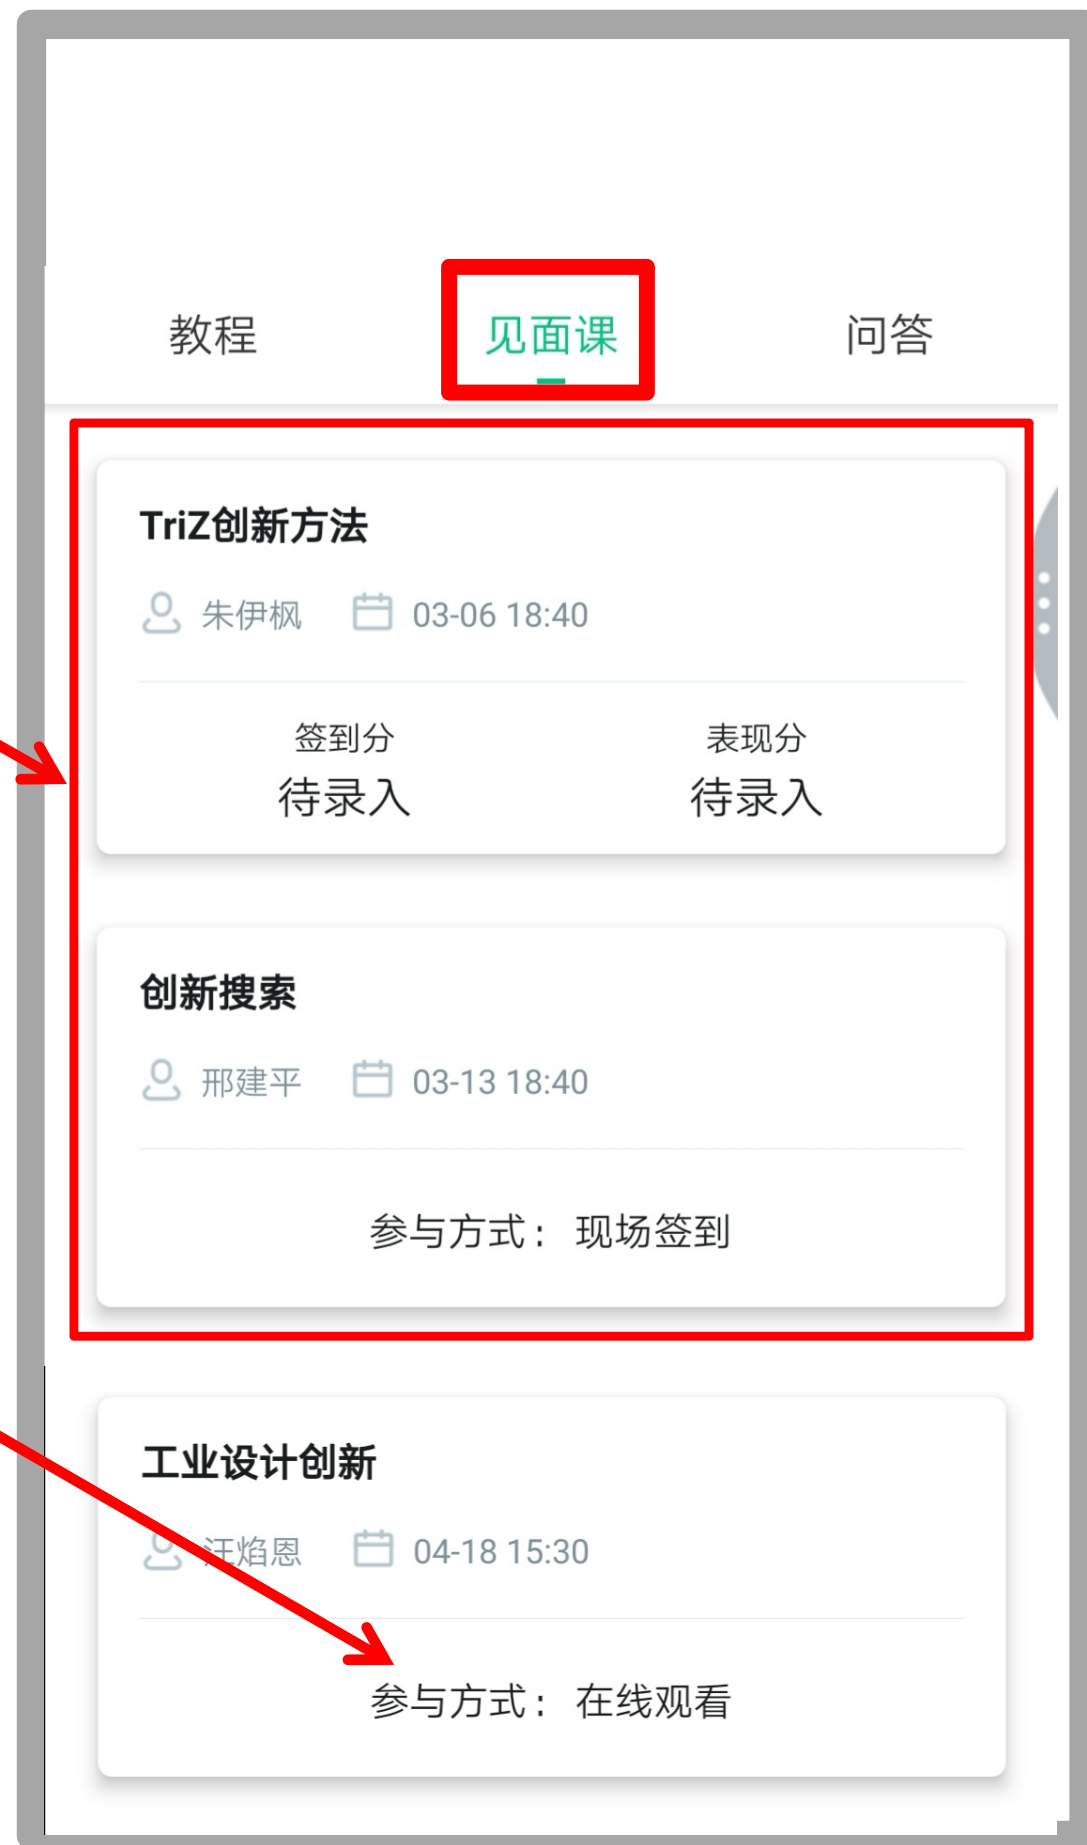 教程 见面课 问答
TriZ创新方法
朱伊枫 03-06 18:40
签到分 表现分
待录入 待录入
创新搜索
邢建平 03-13 18:40
参与方式: 现场签到
工业设计创新
汪焰恩 04-18 15:30
参与方式: 在线观看